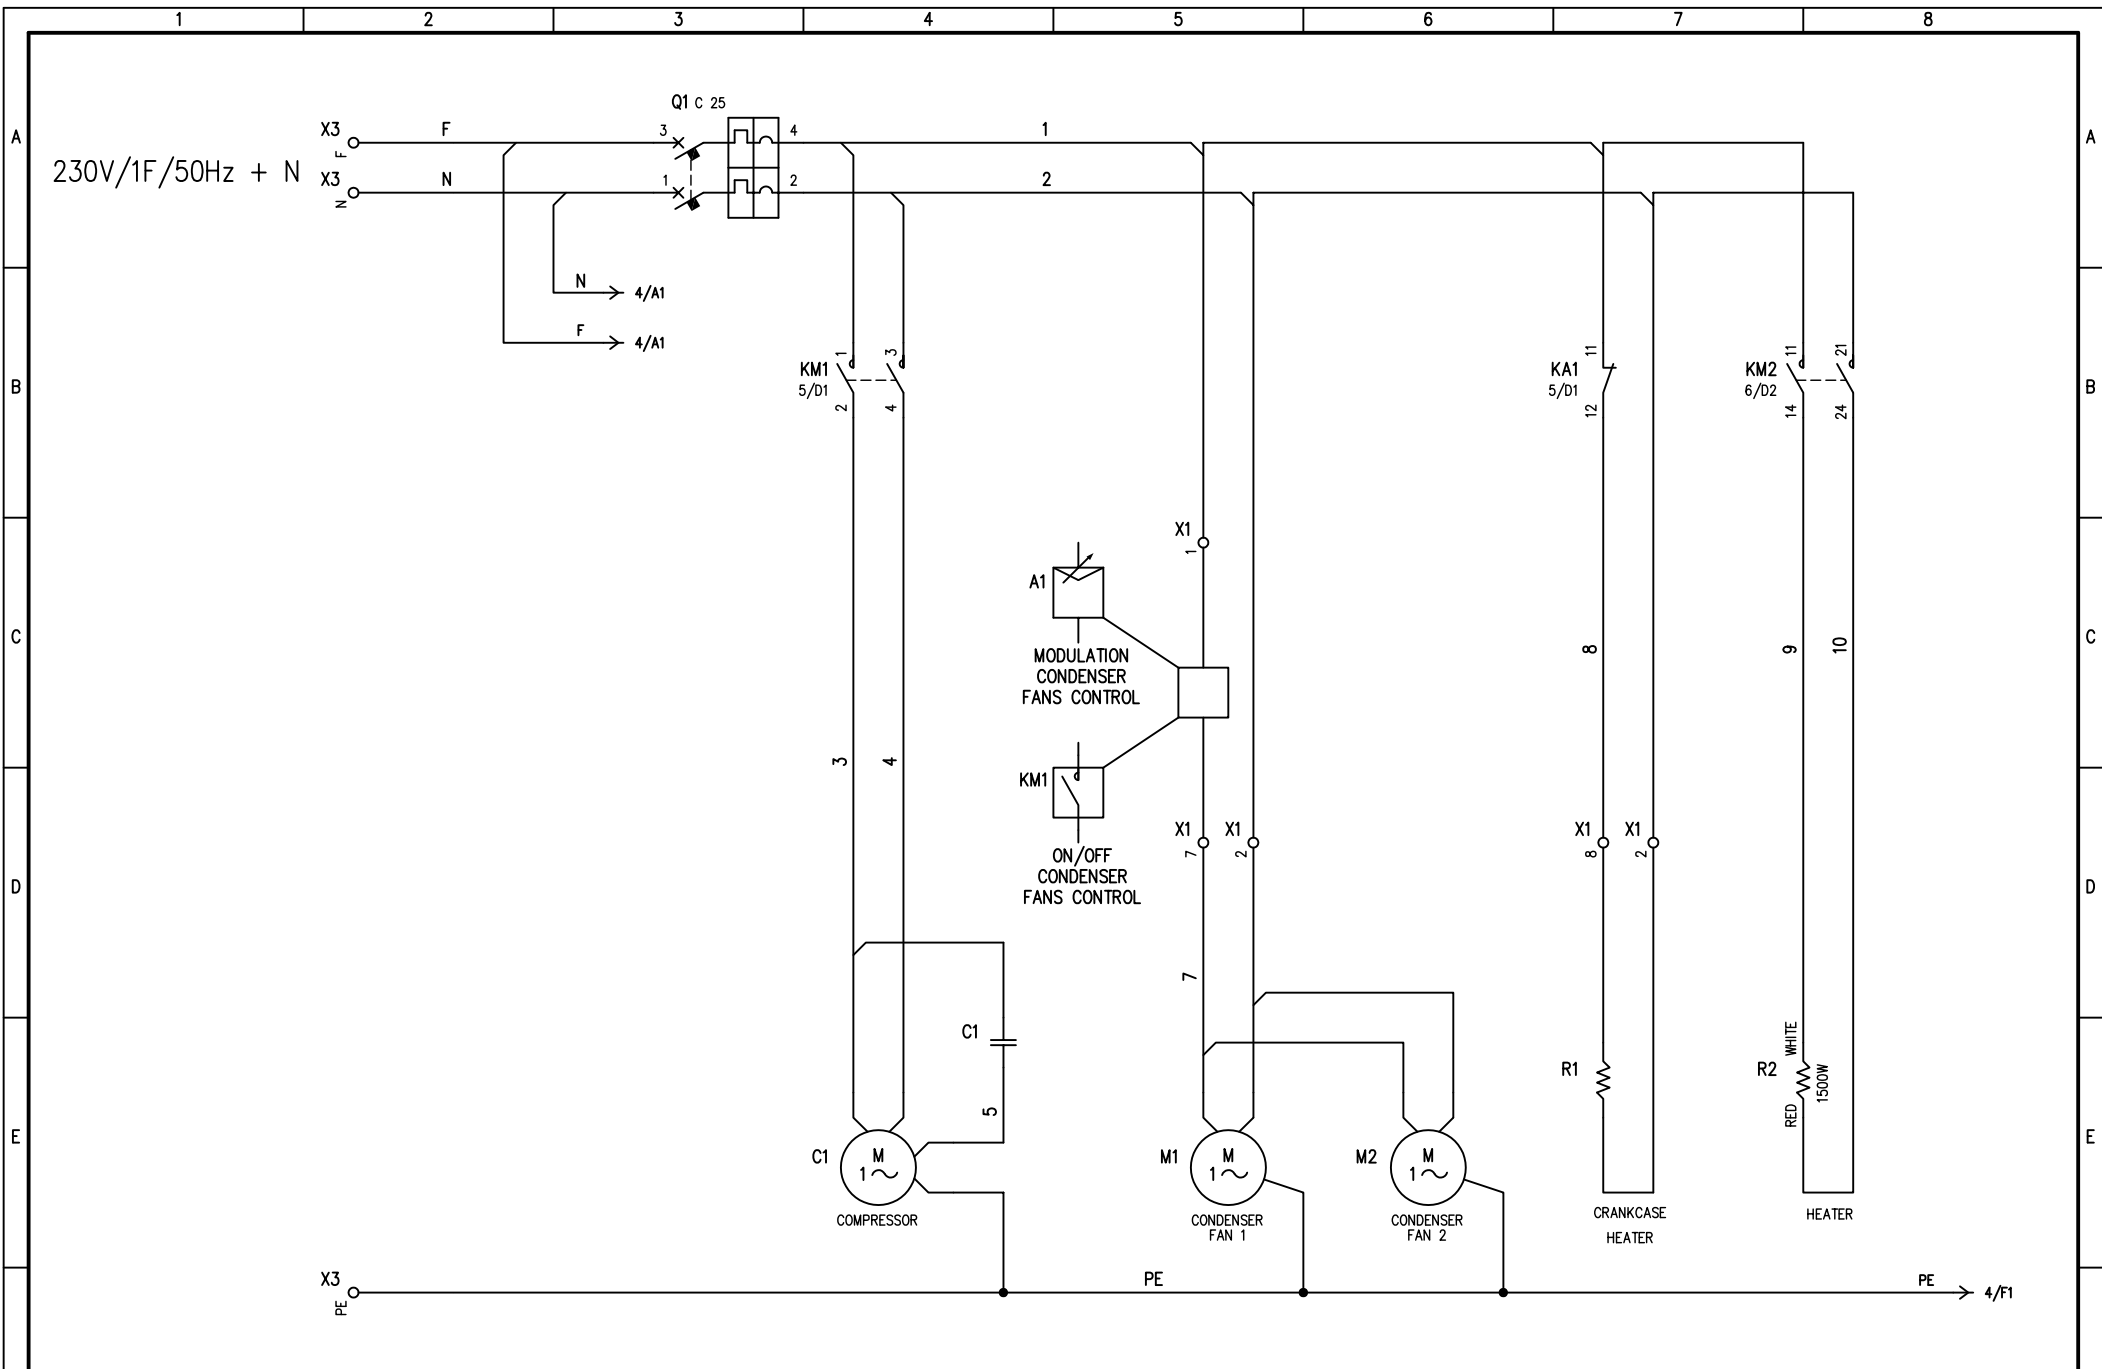 1 2 3 4 5 6 7 8
A A
B B
C C
D D
E E
230V/1F/50Hz + N
X3 F
F
X3 N
N
Q1 C 25
3 4
1 2
1
2
N 4/A1
F 4/A1
KM1
5/D1
1 2
3 4
KA1
5/D1
11
12
KM2
6/D2
11 14
21 24
X1
1
A1
MODULATION
CONDENSER
FANS CONTROL
KM1
ON/OFF
CONDENSER
FANS CONTROL
3 4
8
9 10
X1
7
X1
2
X1
8
X1
2
7
C1
5
C1
M
1
COMPRESSOR
M1
M
1
CONDENSER
FAN 1
M2
M
1
CONDENSER
FAN 2
R1
CRANKCASE
HEATER
R2
WHITE
RED
1500W
HEATER
X3
PE
PE
PE 4/F1